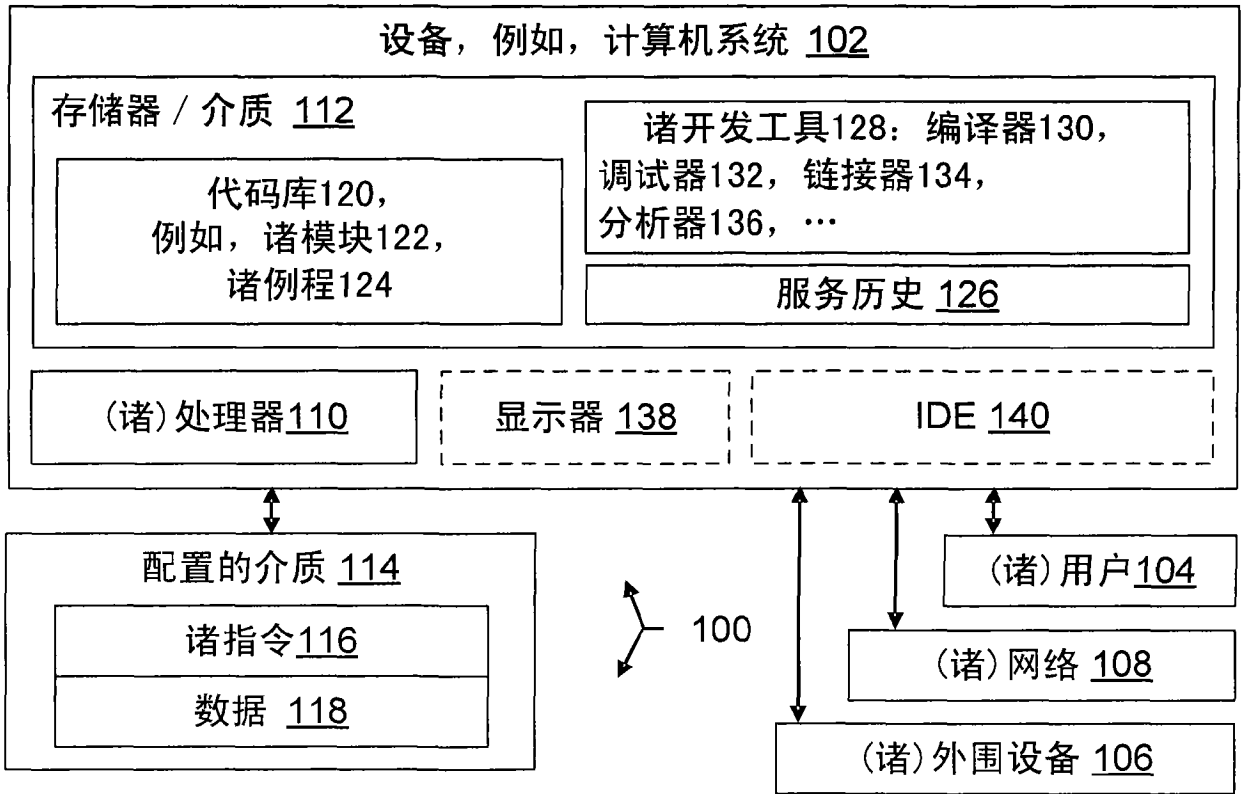 设备，例如，计算机系统 102
存储器 / 介质 112
代码库120，
例如，诸模块122，
诸例程124
诸开发工具128：编译器130，
调试器132，链接器134，
分析器136，…
服务历史 126
(诸)处理器110
显示器 138
IDE 140
配置的介质 114
诸指令116
数据 118
100
(诸)用户104
(诸)网络 108
(诸)外围设备 106